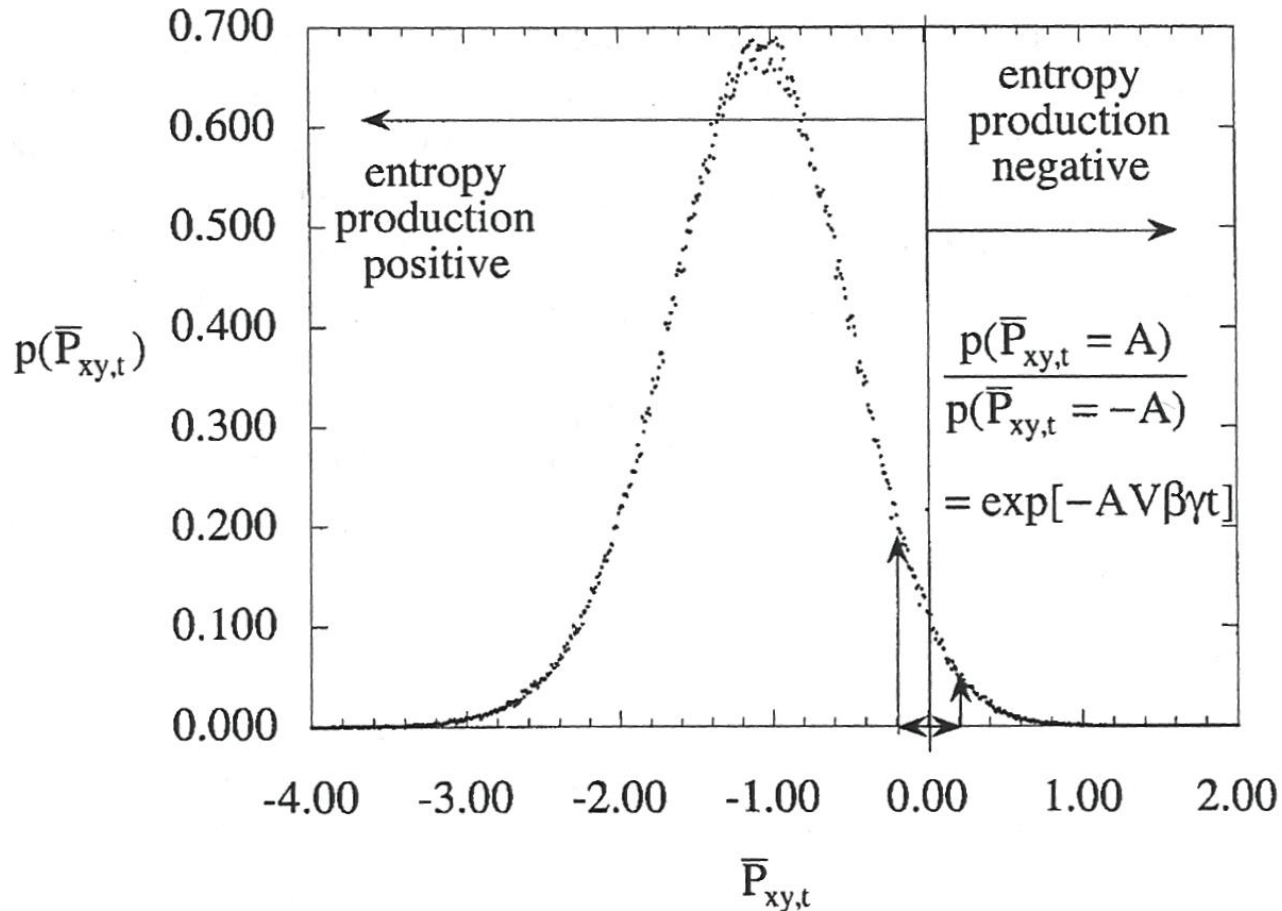 0.700
0.600
0.500
0.400
0.300
0.200
0.100
0.000
p(P̅xy,t)
entropy
production
positive
entropy
production
negative
p(P̅xy,t = A)
p(P̅xy,t = −A)
= exp[−AVβγt]
-4.00 -3.00 -2.00 -1.00 0.00 1.00 2.00
P̅xy,t